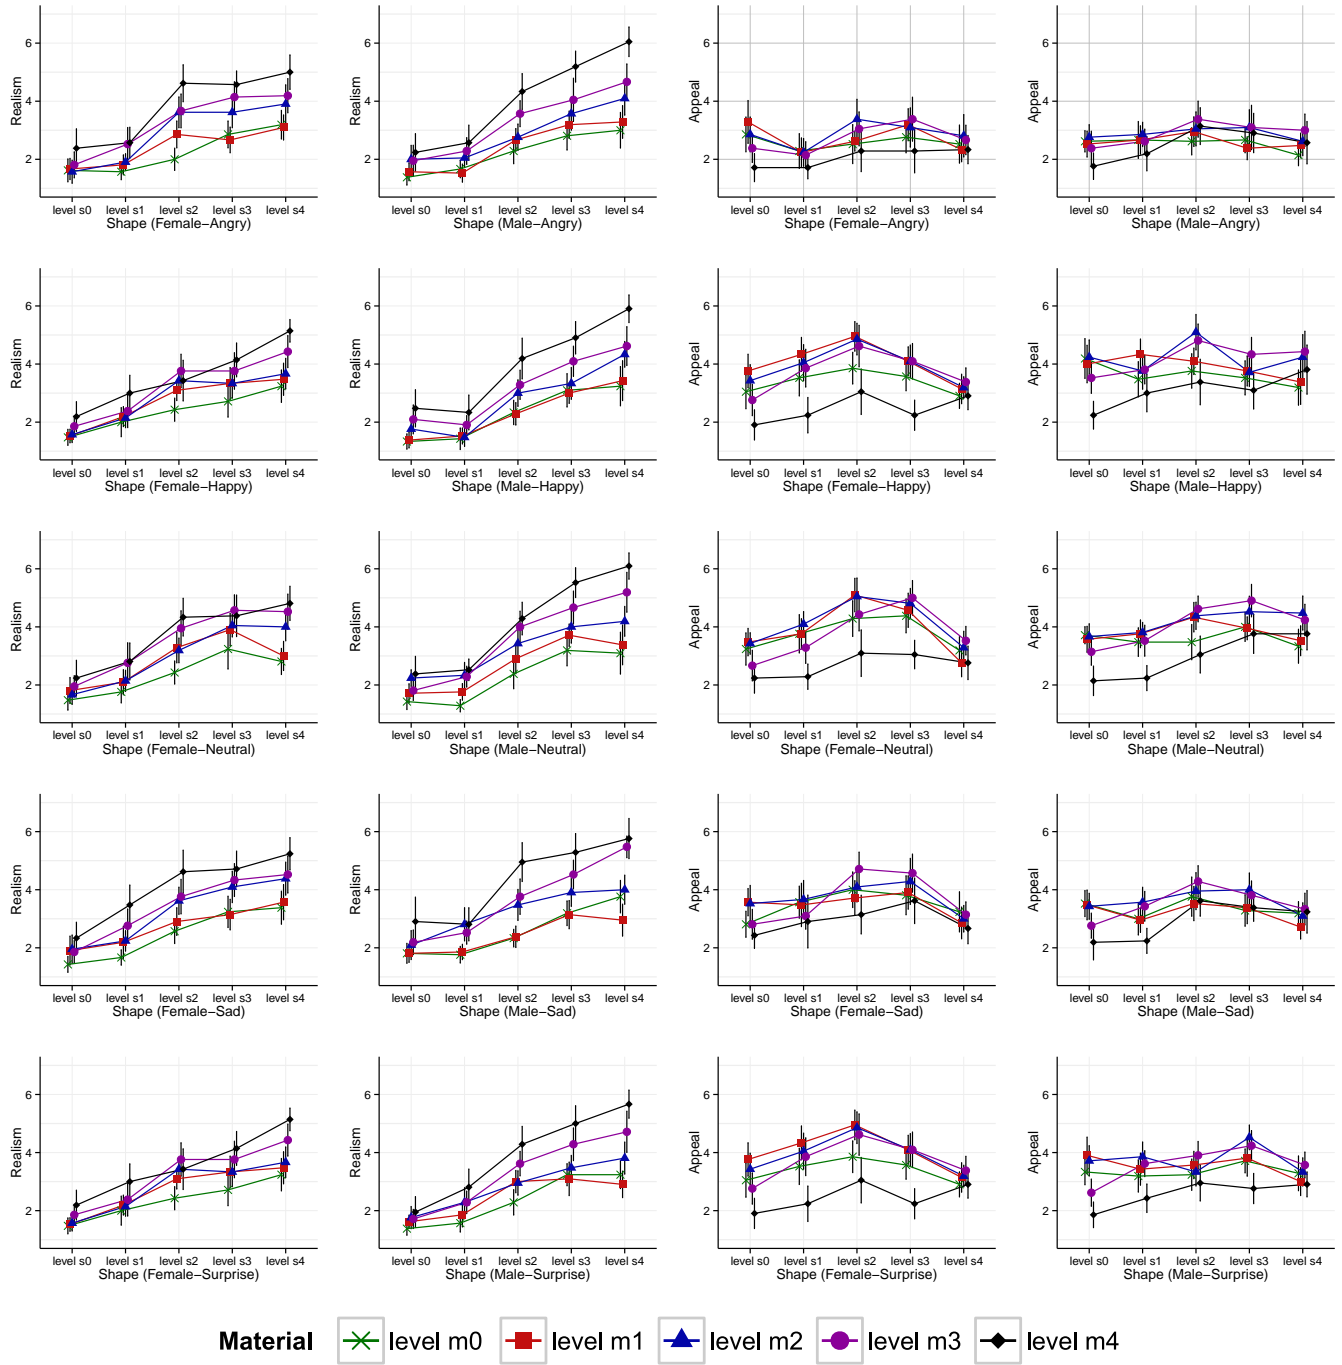 Realism
6
4
2
level s0 level s1 level s2 level s3 level s4
Shape (Female−Angry)
Realism
6
4
2
level s0 level s1 level s2 level s3 level s4
Shape (Male−Angry)
Appeal
6
4
2
level s0 level s1 level s2 level s3 level s4
Shape (Female−Angry)
Appeal
6
4
2
level s0 level s1 level s2 level s3 level s4
Shape (Male−Angry)
Realism
6
4
2
level s0 level s1 level s2 level s3 level s4
Shape (Female−Happy)
Realism
6
4
2
level s0 level s1 level s2 level s3 level s4
Shape (Male−Happy)
Appeal
6
4
2
level s0 level s1 level s2 level s3 level s4
Shape (Female−Happy)
Appeal
6
4
2
level s0 level s1 level s2 level s3 level s4
Shape (Male−Happy)
Realism
6
4
2
level s0 level s1 level s2 level s3 level s4
Shape (Female−Neutral)
Realism
6
4
2
level s0 level s1 level s2 level s3 level s4
Shape (Male−Neutral)
Appeal
6
4
2
level s0 level s1 level s2 level s3 level s4
Shape (Female−Neutral)
Appeal
6
4
2
level s0 level s1 level s2 level s3 level s4
Shape (Male−Neutral)
Realism
6
4
2
level s0 level s1 level s2 level s3 level s4
Shape (Female−Sad)
Realism
6
4
2
level s0 level s1 level s2 level s3 level s4
Shape (Male−Sad)
Appeal
6
4
2
level s0 level s1 level s2 level s3 level s4
Shape (Female−Sad)
Appeal
6
4
2
level s0 level s1 level s2 level s3 level s4
Shape (Male−Sad)
Realism
6
4
2
level s0 level s1 level s2 level s3 level s4
Shape (Female−Surprise)
Realism
6
4
2
level s0 level s1 level s2 level s3 level s4
Shape (Male−Surprise)
Appeal
6
4
2
level s0 level s1 level s2 level s3 level s4
Shape (Female−Surprise)
Appeal
6
4
2
level s0 level s1 level s2 level s3 level s4
Shape (Male−Surprise)
Material level m0 level m1 level m2 level m3 level m4